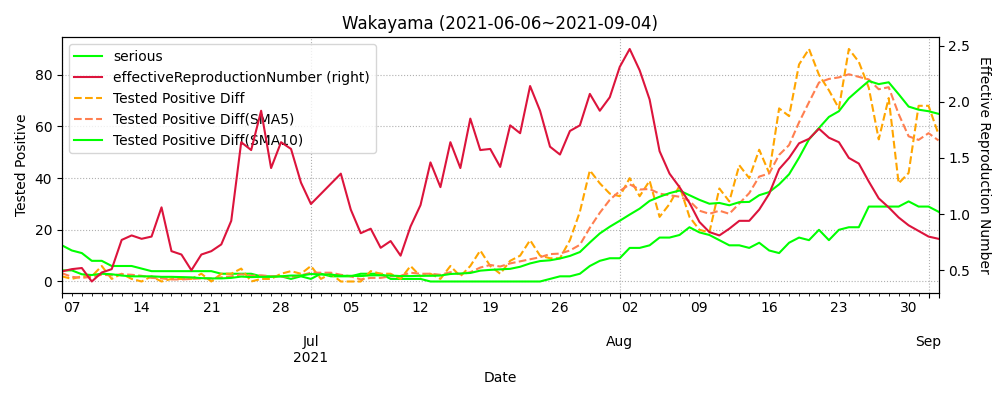 Wakayama (2021-06-06~2021-09-04)
serious
effectiveReproductionNumber (right)
Tested Positive Diff
Tested Positive Diff(SMA5)
Tested Positive Diff(SMA10)
Tested Positive
80
60
40
20
0
Effective Reproduction Number
2.5
2.0
1.5
1.0
0.5
07 14 21 28 05 12 19 26 02 09 16 23 30
Jul Aug Sep
2021
Date